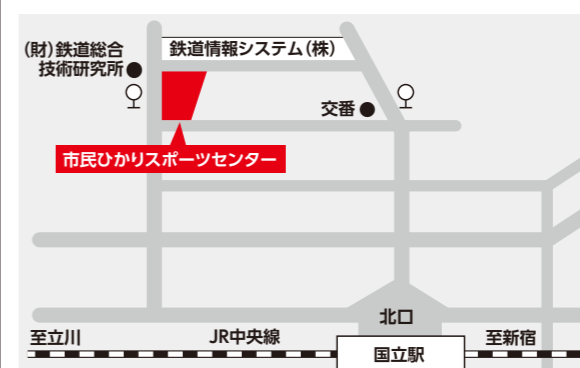 (財)鉄道総合
技術研究所
鉄道情報システム(株)
交番
市民ひかりスポーツセンター
北口
至立川
JR中央線
至新宿
国立駅